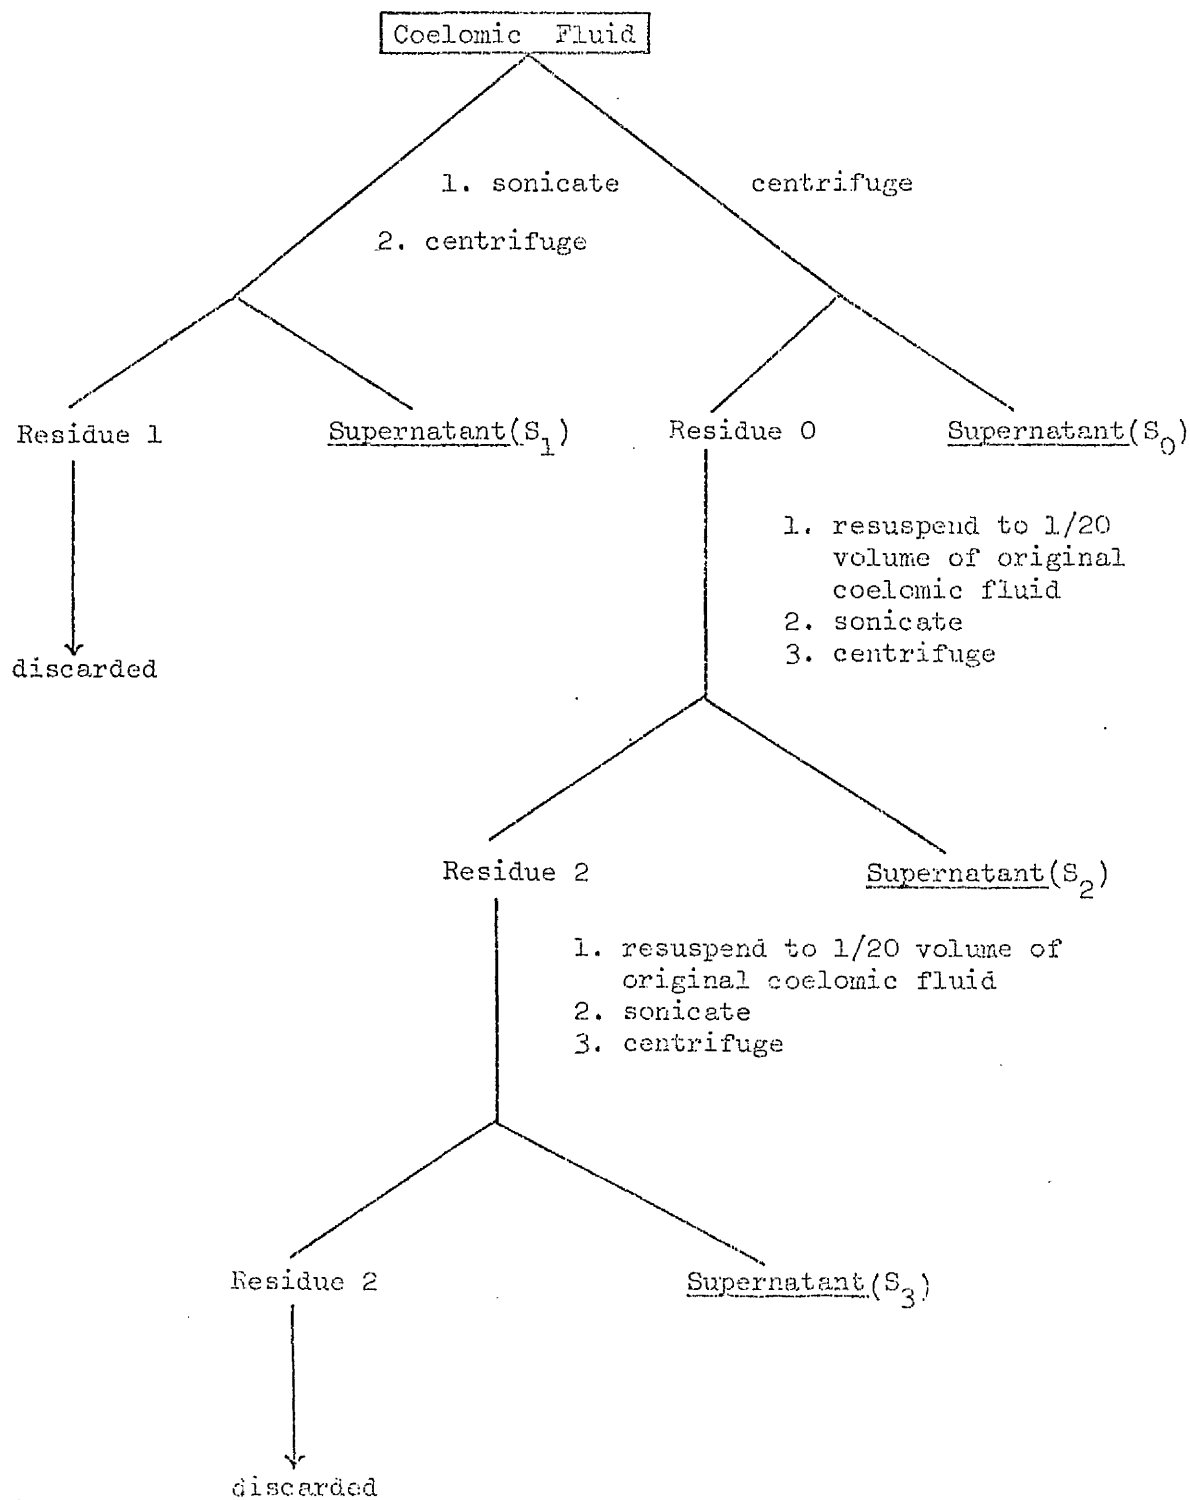 Coelomic Fluid
1. sonicate
centrifuge
2. centrifuge
Residue 1
Supernatant(S1)
Residue 0
Supernatant(S0)
1. resuspend to 1/20
volume of original
coelomic fluid
2. sonicate
3. centrifuge
discarded
Residue 2
Supernatant(S2)
1. resuspend to 1/20 volume of
original coelomic fluid
2. sonicate
3. centrifuge
Residue 2
Supernatant(S3)
discarded